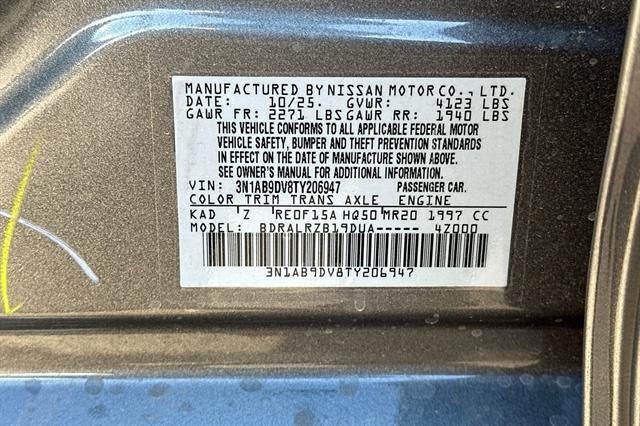 MANUFACTURED BY NISSAN MOTOR CO., LTD.
DATE: 10/25. GVWR: 4123 LBS
GAWR FR: 2271 LBS GAWR RR: 1940 LBS
THIS VEHICLE CONFORMS TO ALL APPLICABLE FEDERAL MOTOR
VEHICLE SAFETY, BUMPER AND THEFT PREVENTION STANDARDS
IN EFFECT ON THE DATE OF MANUFACTURE SHOWN ABOVE.
SEE OWNER'S MANUAL FOR ADDITIONAL INFORMATION
VIN: 3N1AB9DV8TY206947 PASSENGER CAR.
COLOR TRIM TRANS AXLE ENGINE
KAD Z RE0F15A HQ50 MR20 1997 CC
MODEL: BDRALRZB19DUA----- 4Z000
3N1AB9DV8TY206947